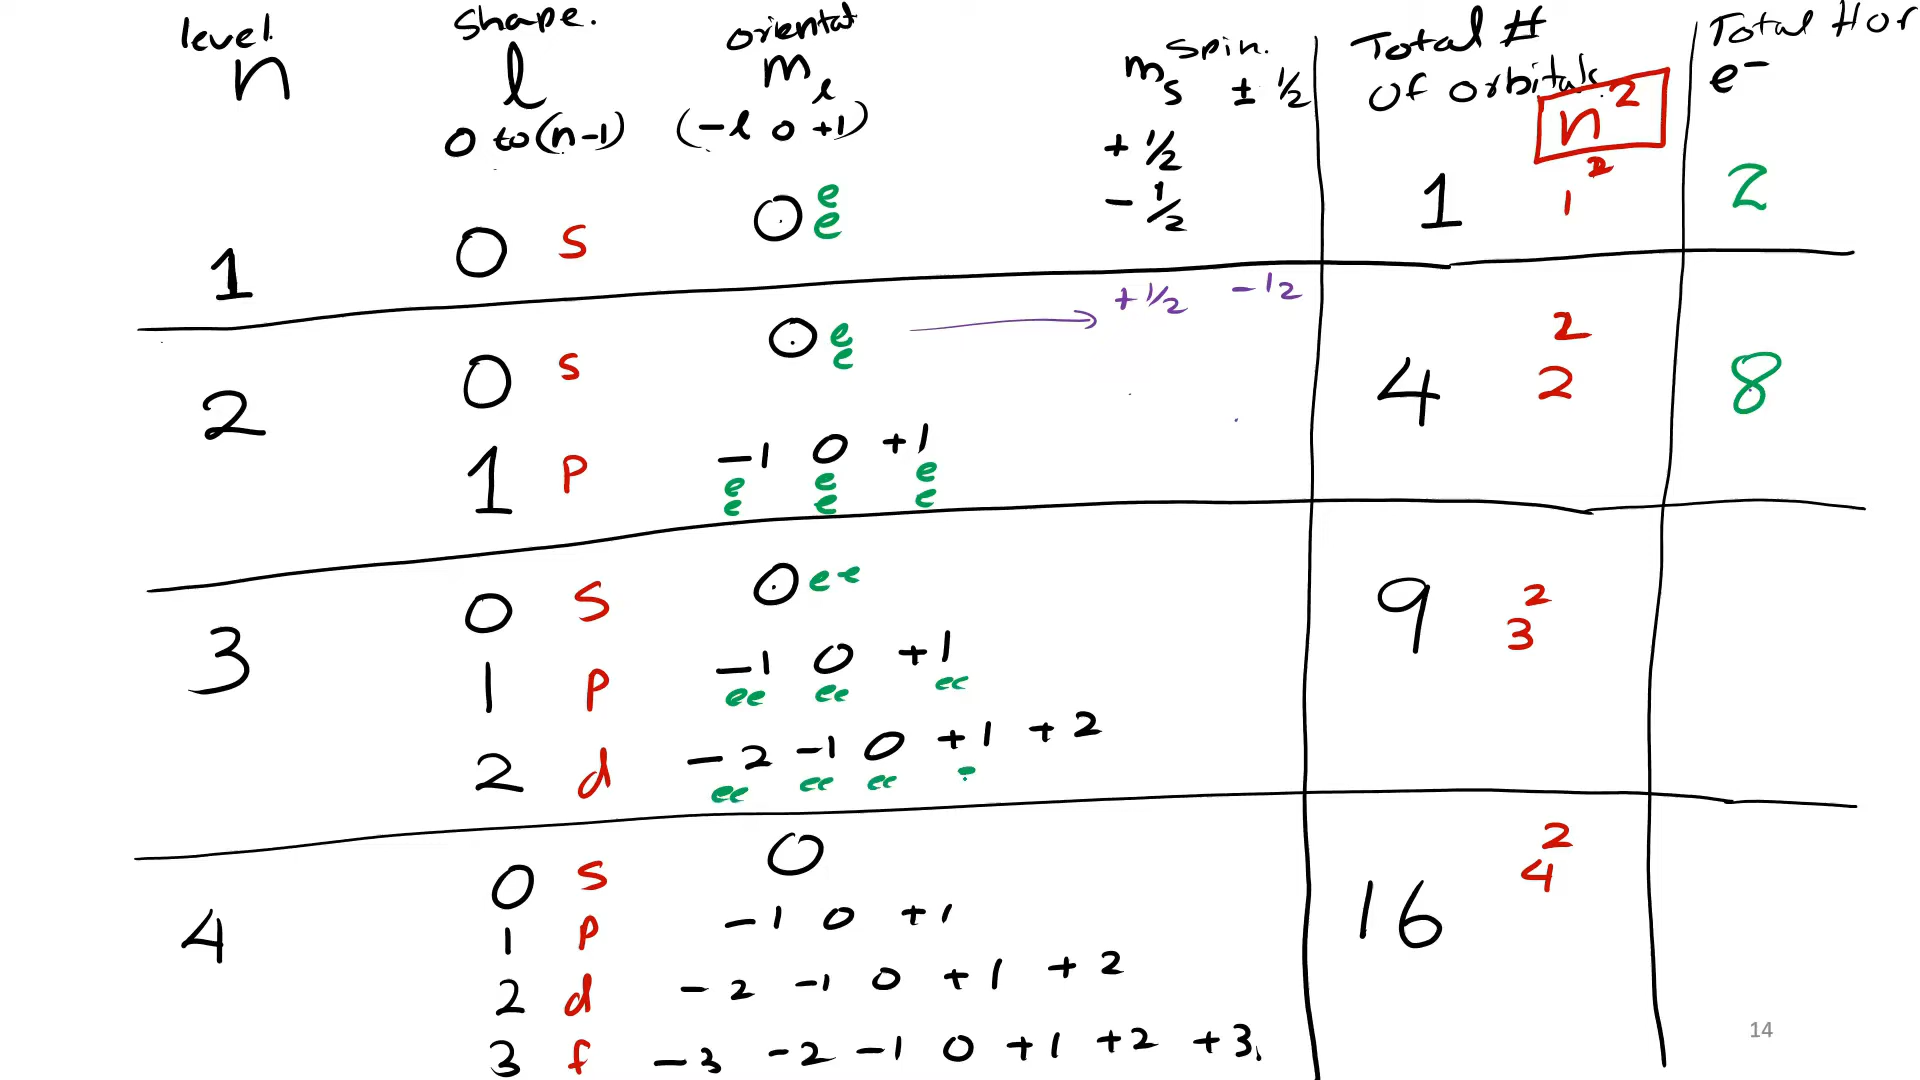 level shape. orientat spin. Total # Total # of
n l m l m s ± 1/2 of orbitals n² e⁻
0 to (n-1) (-l 0 +l)
+ 1/2
1 0 s 0 e e - 1/2 1 1² 2
2 0 s 0 e e → + 1/2 - 1/2 4 2² 8
1 p -1 0 +1
e e e
e e e
3 0 s 0 e e 9 3²
1 p -1 0 +1
ee ee ee
2 d -2 -1 0 +1 +2
ee ee ee
4 0 s 0 16 4²
1 p -1 0 +1
2 d -2 -1 0 +1 +2
3 f -3 -2 -1 0 +1 +2 +3
14